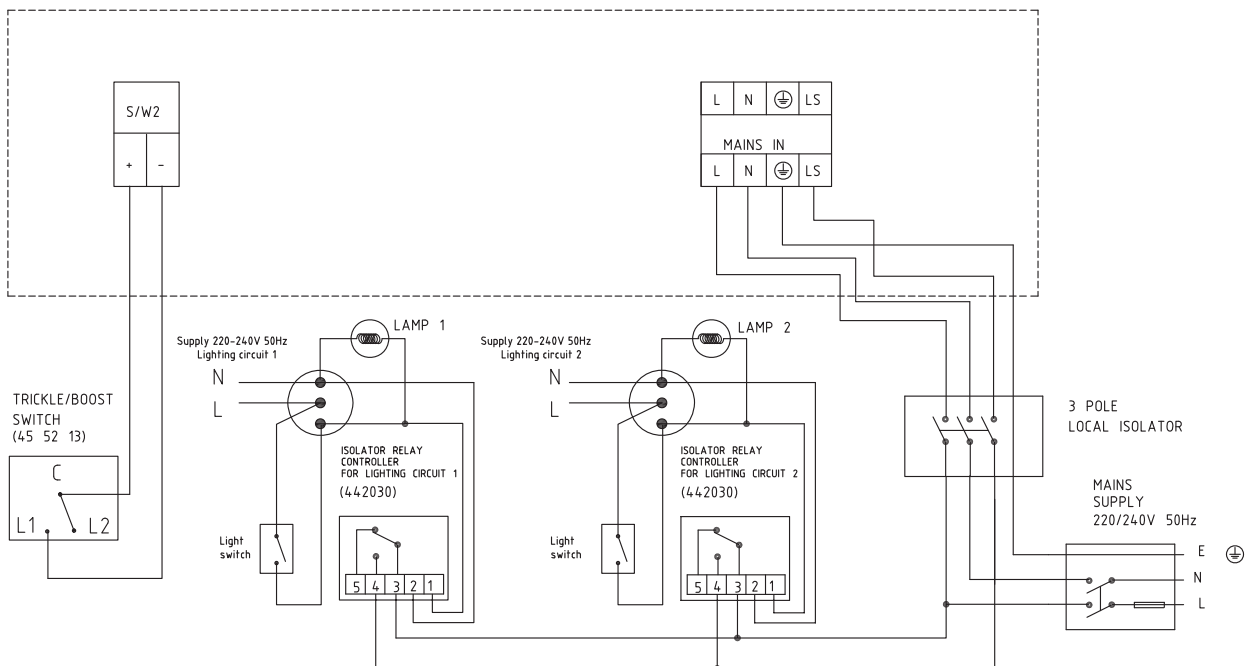 S/W2
+ -
L N LS
MAINS IN
L N LS
LAMP 1
Supply 220-240V 50Hz
Lighting circuit 1
N
L
LAMP 2
Supply 220-240V 50Hz
Lighting circuit 2
N
L
TRICKLE/BOOST
SWITCH
(45 52 13)
C
L1 L2
ISOLATOR RELAY
CONTROLLER
FOR LIGHTING CIRCUIT 1
(442030)
Light
switch
5 4 3 2 1
ISOLATOR RELAY
CONTROLLER
FOR LIGHTING CIRCUIT 2
(442030)
Light
switch
5 4 3 2 1
3 POLE
LOCAL ISOLATOR
MAINS
SUPPLY
220/240V 50Hz
E
N
L